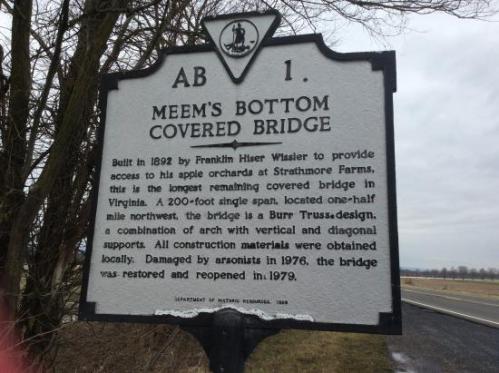 AB 1.
MEEM'S BOTTOM
COVERED BRIDGE
Built in 1892 by Franklin Hiser Wissler to provide
access to his apple orchards at Strathmore Farms,
this is the longest remaining covered bridge in
Virginia. A 200-foot single span, located one-half
mile northwest, the bridge is a Burr Truss design,
a combination of arch with vertical and diagonal
supports. All construction materials were obtained
locally. Damaged by arsonists in 1976, the bridge
was restored and reopened in 1979.
DEPARTMENT OF HISTORIC RESOURCES,